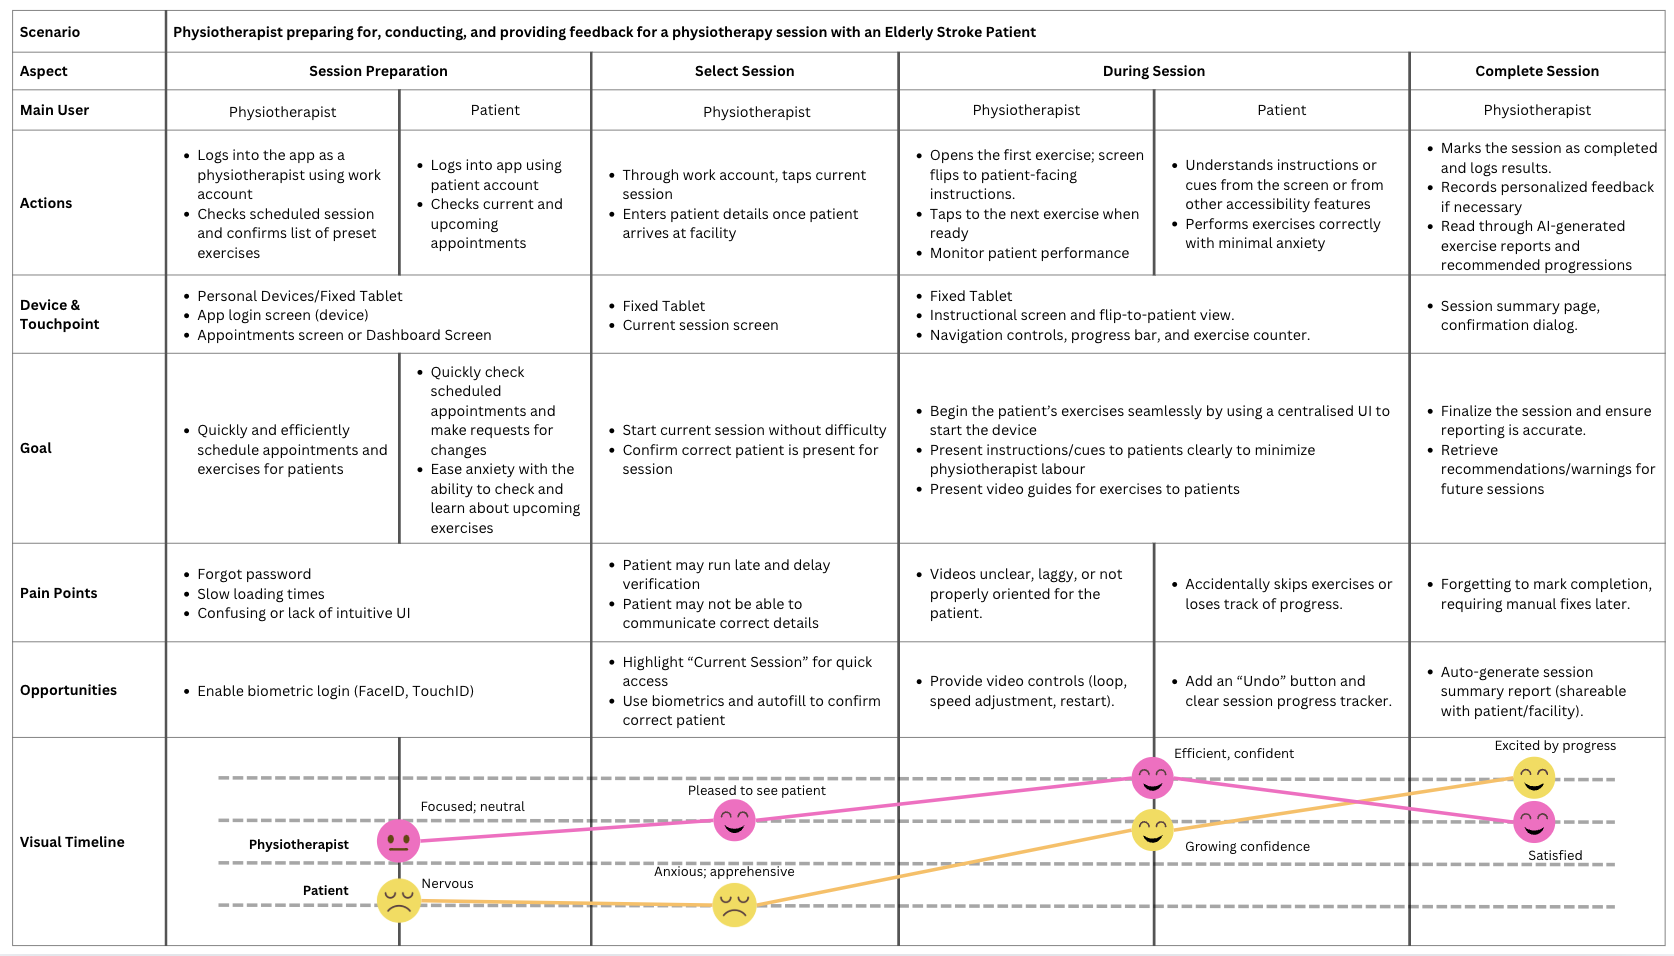 Scenario
Physiotherapist preparing for, conducting, and providing feedback for a physiotherapy session with an Elderly Stroke Patient
Aspect
Session Preparation
Select Session
During Session
Complete Session
Main User
Physiotherapist
Patient
Physiotherapist
Physiotherapist
Patient
Physiotherapist
Actions
• Logs into the app as a
physiotherapist using work
account
• Checks scheduled session
and confirms list of preset
exercises
• Logs into app using
patient account
• Checks current and
upcoming
appointments
• Through work account, taps current
session
• Enters patient details once patient
arrives at facility
• Opens the first exercise; screen
flips to patient-facing
instructions.
• Taps to the next exercise when
ready
• Monitor patient performance
• Understands instructions or
cues from the screen or from
other accessibility features
• Performs exercises correctly
with minimal anxiety
• Marks the session as completed
and logs results.
• Records personalized feedback
if necessary
• Read through AI-generated
exercise reports and
recommended progressions
Device &
Touchpoint
• Personal Devices/Fixed Tablet
• App login screen (device)
• Appointments screen or Dashboard Screen
• Fixed Tablet
• Current session screen
• Fixed Tablet
• Instructional screen and flip-to-patient view.
• Navigation controls, progress bar, and exercise counter.
• Session summary page,
confirmation dialog.
Goal
• Quickly and efficiently
schedule appointments and
exercises for patients
• Quickly check
scheduled
appointments and
make requests for
changes
• Ease anxiety with the
ability to check and
learn about upcoming
exercises
• Start current session without difficulty
• Confirm correct patient is present for
session
• Begin the patient’s exercises seamlessly by using a centralised UI to
start the device
• Present instructions/cues to patients clearly to minimize
physiotherapist labour
• Present video guides for exercises to patients
• Finalize the session and ensure
reporting is accurate.
• Retrieve
recommendations/warnings for
future sessions
Pain Points
• Forgot password
• Slow loading times
• Confusing or lack of intuitive UI
• Patient may run late and delay
verification
• Patient may not be able to
communicate correct details
• Videos unclear, laggy, or not
properly oriented for the
patient.
• Accidentally skips exercises or
loses track of progress.
• Forgetting to mark completion,
requiring manual fixes later.
Opportunities
• Enable biometric login (FaceID, TouchID)
• Highlight “Current Session” for quick
access
• Use biometrics and autofill to confirm
correct patient
• Provide video controls (loop,
speed adjustment, restart).
• Add an “Undo” button and
clear session progress tracker.
• Auto-generate session
summary report (shareable
with patient/facility).
Visual Timeline
Physiotherapist
Patient
Focused; neutral
Nervous
Pleased to see patient
Anxious; apprehensive
Efficient, confident
Growing confidence
Excited by progress
Satisfied